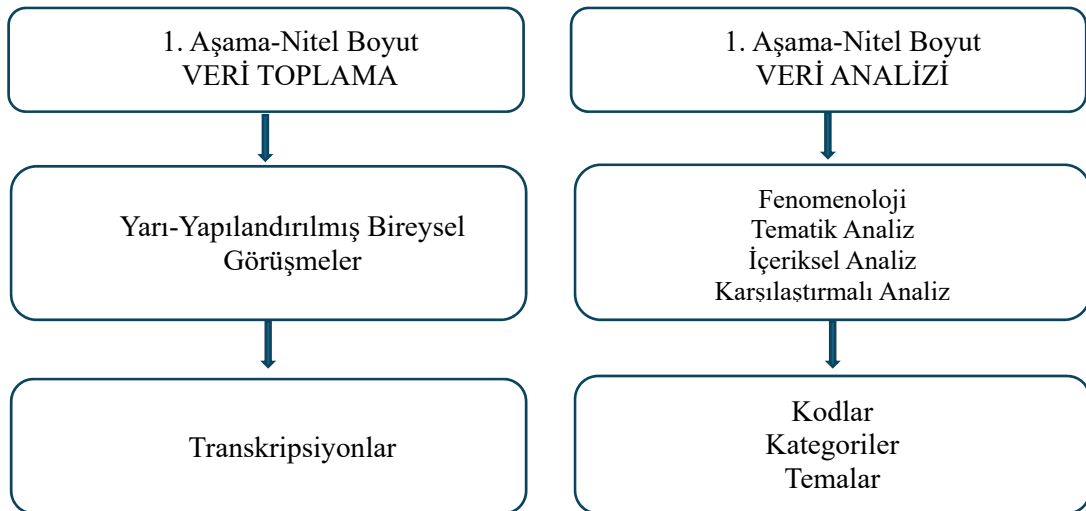 1. Aşama-Nitel Boyut
VERİ TOPLAMA
Yarı-Yapılandırılmış Bireysel
Görüşmeler
Transkripsiyonlar
1. Aşama-Nitel Boyut
VERİ ANALİZİ
Fenomenoloji
Tematik Analiz
İçeriksel Analiz
Karşılaştırmalı Analiz
Kodlar
Kategoriler
Temalar